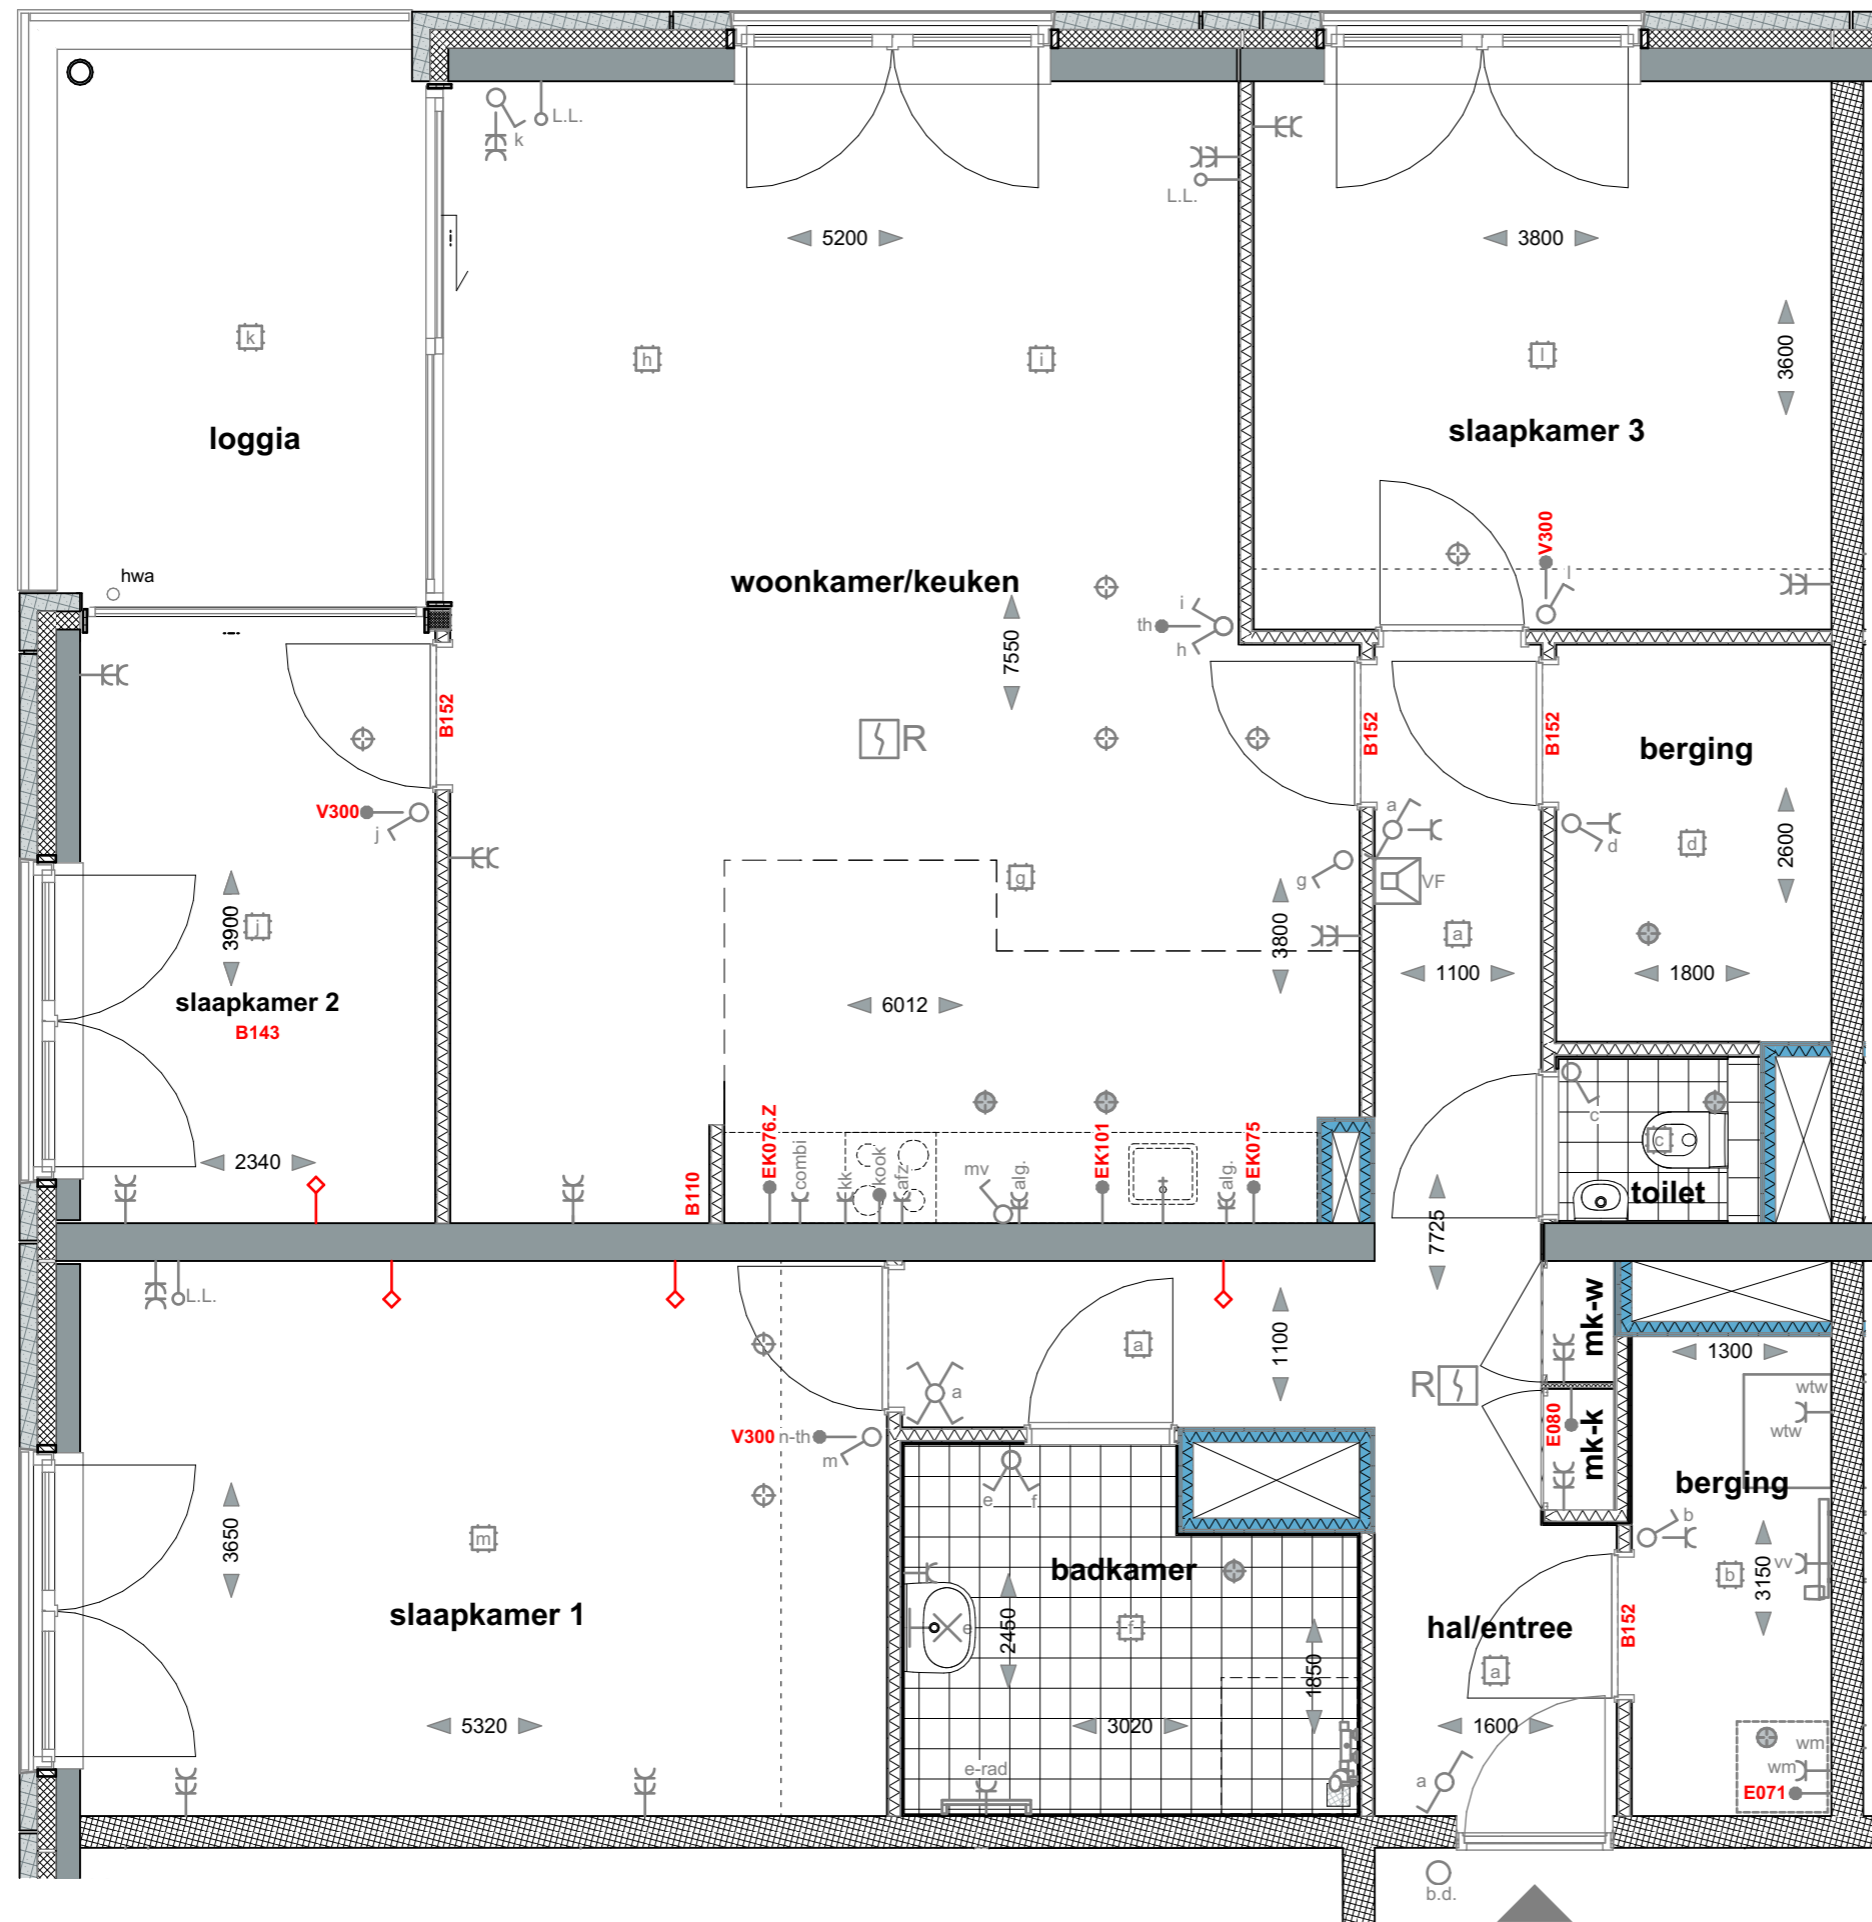 k
L.L.
L.L.
5200
3800
3600
k
h
i
l
loggia
slaapkamer 3
V300
hwa
woonkamer/keuken
l
i
th
h
7550
B152
B152
B152
R
berging
V300
j
a
d
d
2600
g
g
VF
3900
j
3800
a
1100
1800
slaapkamer 2
B143
6012
c
c
toilet
2340
B110
EK076.Z
combi
kk
kook
afz
mv
alg.
EK101
alg.
EK075
7725
L.L.
a
1100
mk-w
1300
R
wtw
wtw
a
V300
n-th
m
E080
mk-k
berging
e
f
b
3650
m
badkamer
vv
b
3150
slaapkamer 1
e
2450
f
1850
hal/entree
B152
a
5320
3020
1600
wm
e-rad
a
wm
E071
b.d.